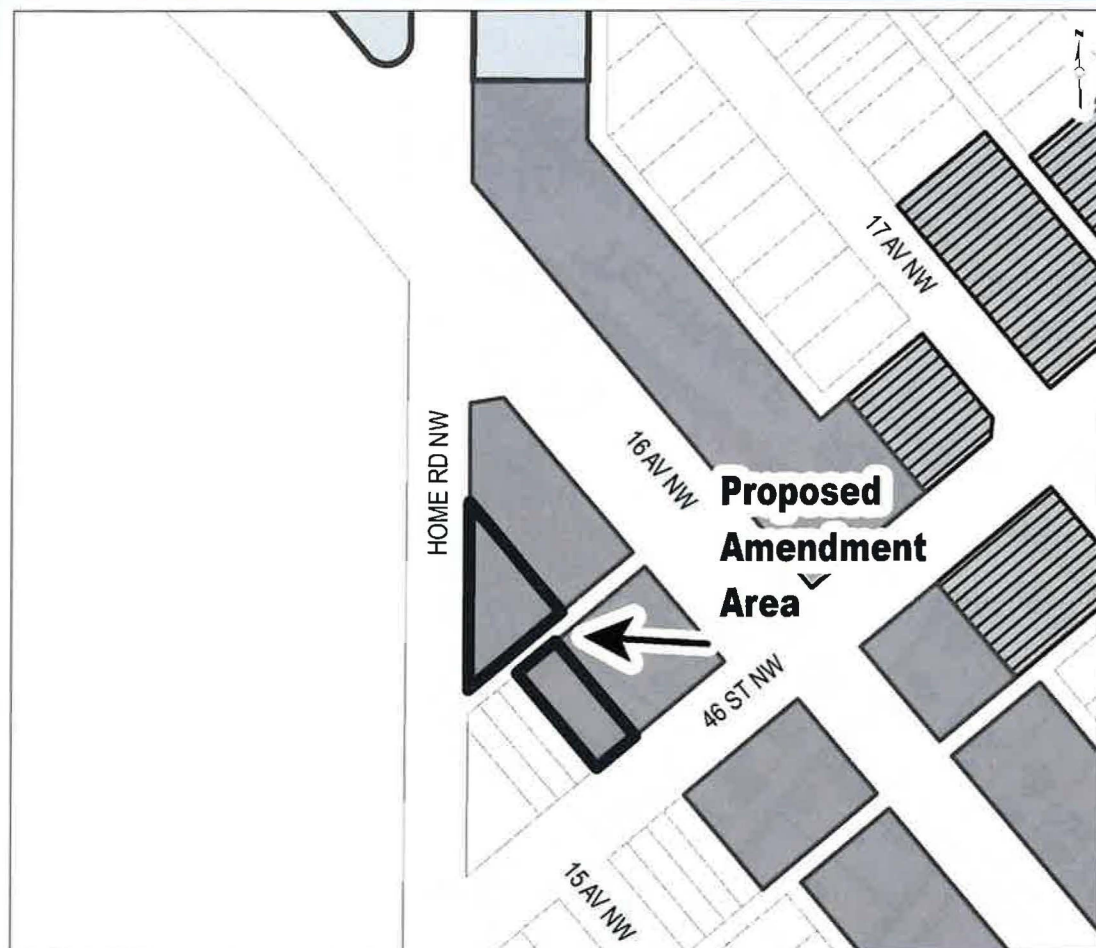 N
17 AV NW
HOME RD NW
16 AV NW
Proposed
Amendment
Area
46 ST NW
15 AV NW